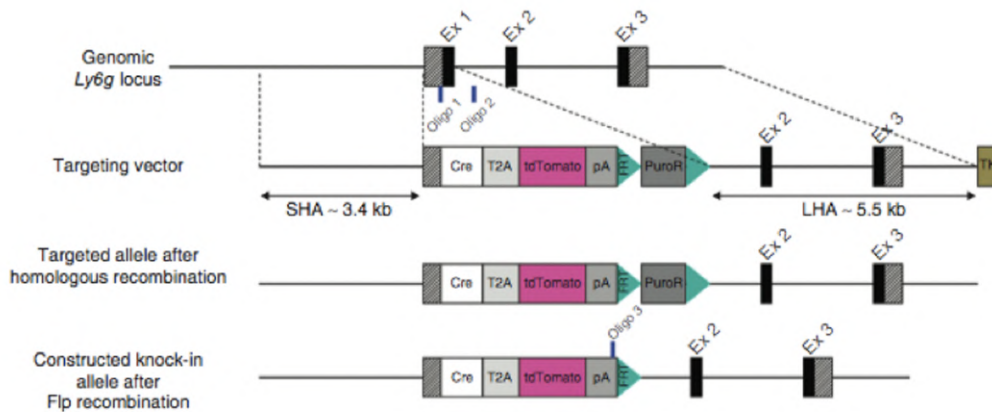 Ex 1
Ex 2
Ex 3
Genomic
Ly6g locus
Oligo 1
Oligo 2
Ex 2
Ex 3
Targeting vector
Cre
T2A
tdTomato
pA
FRT
PuroR
TK
SHA ~ 3.4 kb
LHA ~ 5.5 kb
Ex 2
Ex 3
Targeted allele after
homologous recombination
Cre
T2A
tdTomato
pA
FRT
PuroR
Oligo 3
Ex 2
Ex 3
Constructed knock-in
allele after
Flp recombination
Cre
T2A
tdTomato
pA
FRT